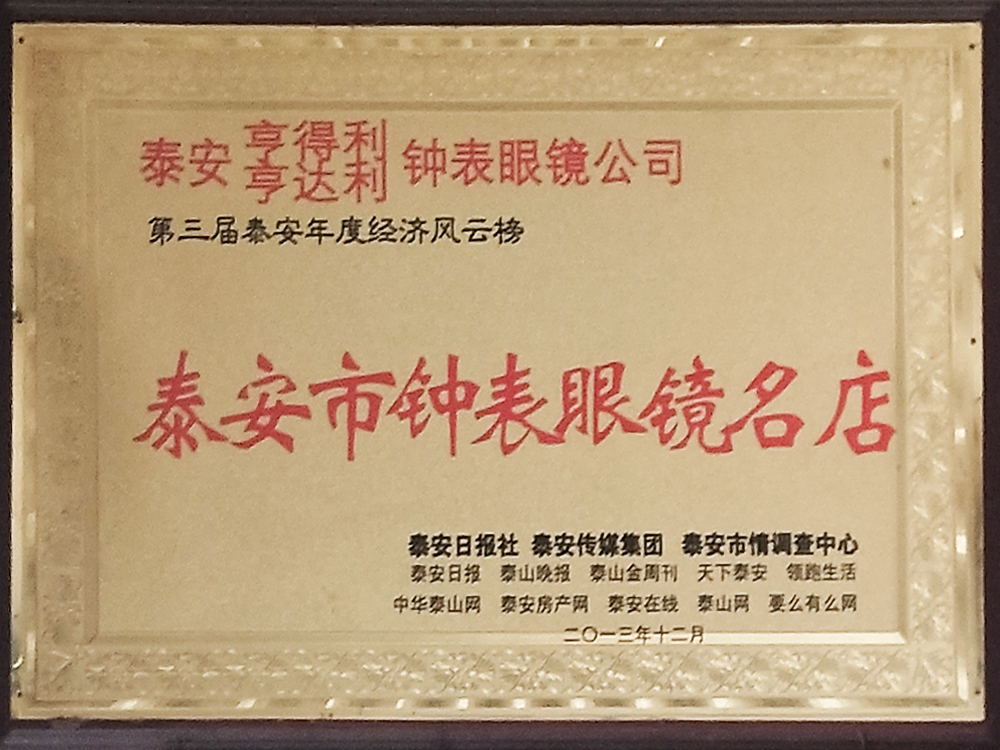 泰安亨得利钟表眼镜公司
亨达利
第三届泰安年度经济风云榜
泰安市钟表眼镜名店
泰安日报社 泰安传媒集团 泰安市情调查中心
泰安日报 泰山晚报 泰山金周刊 天下泰安 领跑生活
中华泰山网 泰安房产网 泰安在线 泰山网 要么有么网
二〇一三年十二月